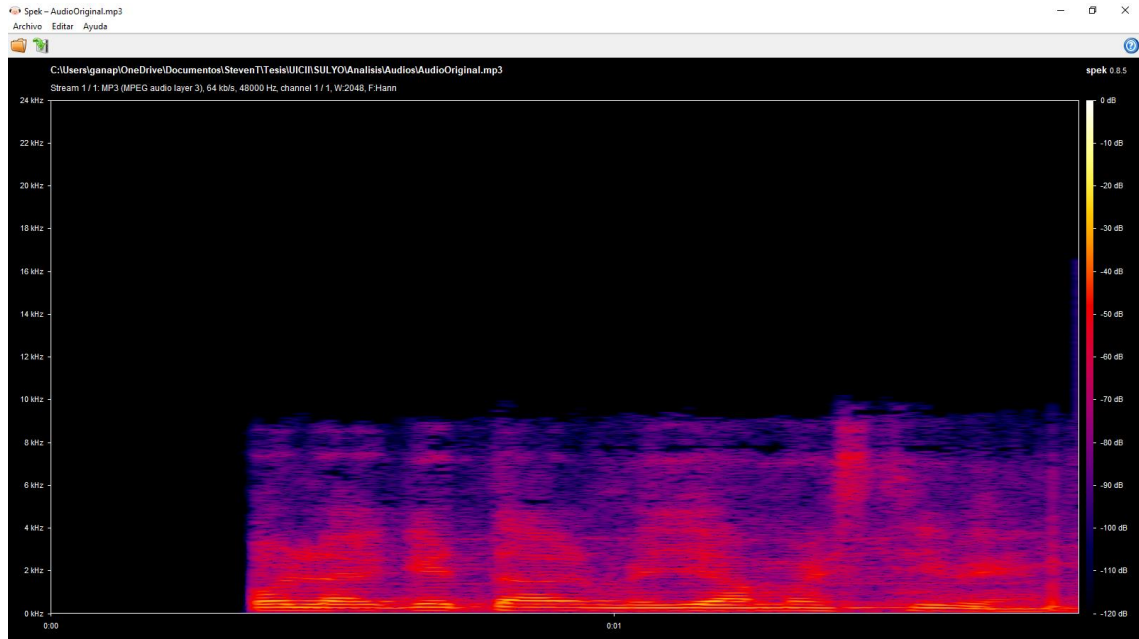 Spek – AudioOriginal.mp3
Archivo Editar Ayuda
C:\Users\ganap\OneDrive\Documentos\StevenT\Tesis\UICII\SULYO\Analisis\Audios\AudioOriginal.mp3
spek 0.8.5
Stream 1 / 1: MP3 (MPEG audio layer 3), 64 kb/s, 48000 Hz, channel 1 / 1, W:2048, F:Hann
24 kHz
22 kHz
20 kHz
18 kHz
16 kHz
14 kHz
12 kHz
10 kHz
8 kHz
6 kHz
4 kHz
2 kHz
0 kHz
0:00
0:01
0 dB
-10 dB
-20 dB
-30 dB
-40 dB
-50 dB
-60 dB
-70 dB
-80 dB
-90 dB
-100 dB
-110 dB
-120 dB